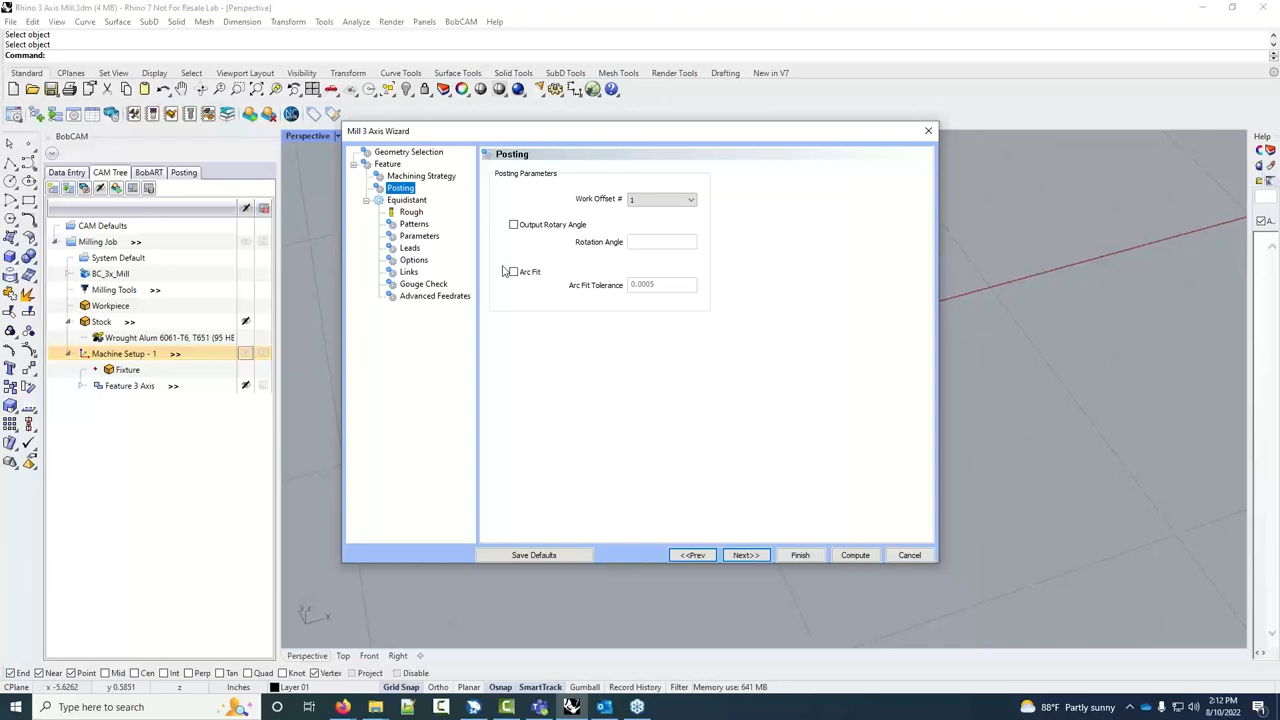 Rhino 3 Axis Mill.3dm (4 MB) - Rhino 7 Not For Resale Lab - [Perspective]
File Edit View Curve Surface SubD Solid Mesh Dimension Transform Tools Analyze Render Panels BobCAM Help
Select object
Select object
Command:
Standard CPlanes Set View Display Select Viewport Layout Visibility Transform Curve Tools Surface Tools Solid Tools SubD Tools Mesh Tools Render Tools Drafting New in V7
BobCAM
Data Entry CAM Tree BobART Posting
CAM Defaults
Milling Job >>
System Default
BC_3x_Mill
Milling Tools >>
Workpiece
Stock >>
Wrought Alum 6061-T6, T651 (95 HB
Machine Setup - 1 >>
Fixture
Feature 3 Axis >>
Perspective
Mill 3 Axis Wizard
Geometry Selection
Feature
Machining Strategy
Posting
Equidistant
Rough
Patterns
Parameters
Leads
Options
Links
Gouge Check
Advanced Feedrates
Posting
Posting Parameters
Work Offset # 1
Output Rotary Angle
Rotation Angle
Arc Fit
Arc Fit Tolerance 0.0005
Save Defaults <<Prev Next>> Finish Compute Cancel
Help
z x
Perspective Top Front Right
End Near Point Mid Cen Int Perp Tan Quad Knot Vertex Project Disable
CPlane x -5.6262 y 0.5851 z Inches Layer 01 Grid Snap Ortho Planar Osnap SmartTrack Gumball Record History Filter Memory use: 641 MB
Type here to search
88°F Partly sunny
2:12 PM
8/10/2022